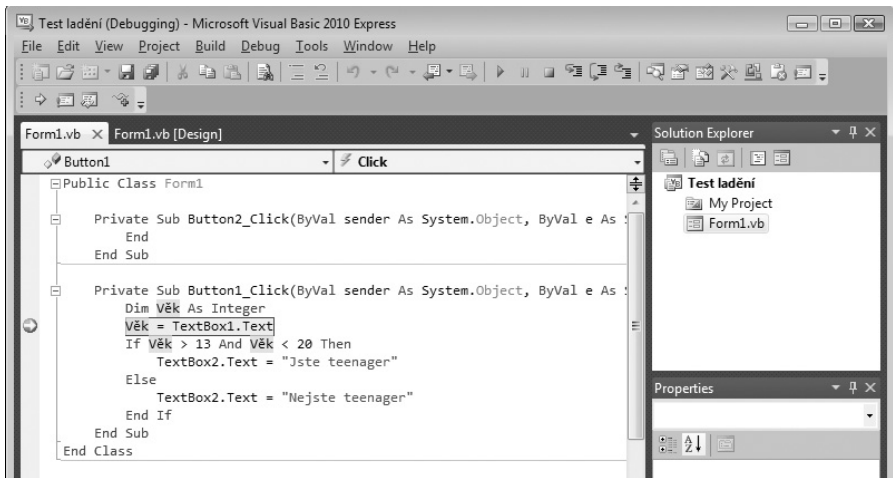 Test ladění (Debugging) - Microsoft Visual Basic 2010 Express
File Edit View Project Build Debug Tools Window Help
Form1.vb Form1.vb [Design]
Button1 Click
Public Class Form1
Private Sub Button2_Click(ByVal sender As System.Object, ByVal e As
End
End Sub
Private Sub Button1_Click(ByVal sender As System.Object, ByVal e As
Dim Věk As Integer
Věk = TextBox1.Text
If Věk > 13 And Věk < 20 Then
TextBox2.Text = "Jste teenager"
Else
TextBox2.Text = "Nejste teenager"
End If
End Sub
End Class
Solution Explorer
Test ladění
My Project
Form1.vb
Properties